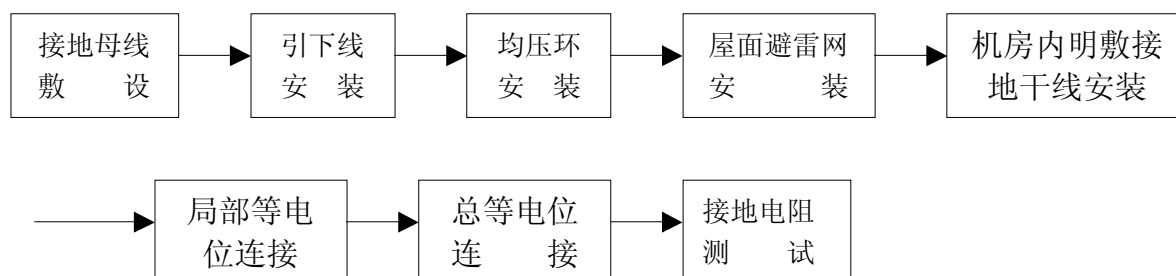 接地母线
敷 设
引下线
安 装
均压环
安 装
屋面避雷网
安 装
机房内明敷接
地干线安装
局部等电
位连接
总等电位
连 接
接地电阻
测 试